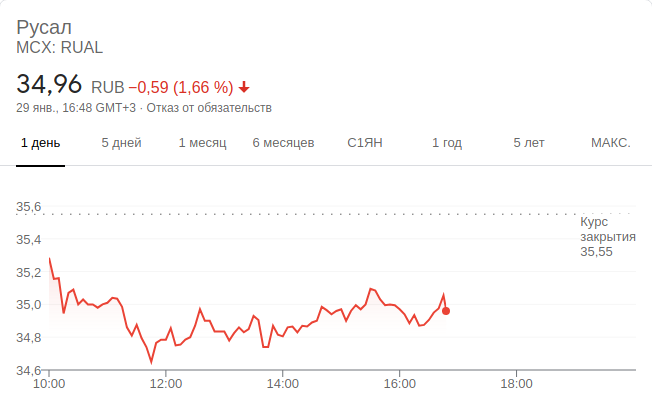 Русал
MCX: RUAL
34,96 RUB −0,59 (1,66 %)
29 янв., 16:48 GMT+3 · Отказ от обязательств
1 день 5 дней 1 месяц 6 месяцев С1ЯН 1 год 5 лет МАКС.
35,6
Курс
закрытия
35,55
35,4
35,2
35,0
34,8
34,6
10:00 12:00 14:00 16:00 18:00